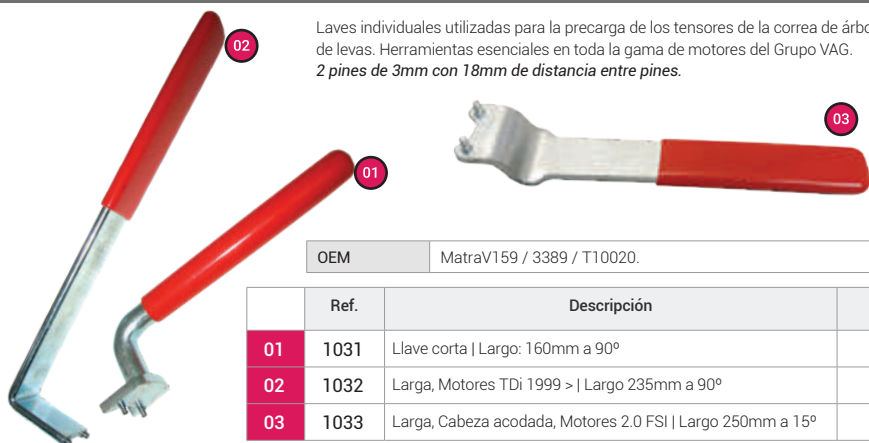 Laves individuales utilizadas para la precarga de los tensores de la correa de
de levas. Herramientas esenciales en toda la gama de motores del Grupo VAG.
2 pines de 3mm con 18mm de distancia entre pines.
02
03
01
OEM MatraV159 / 3389 / T10020.
Ref. Descripción
01 1031 Llave corta | Largo: 160mm a 90º
02 1032 Larga, Motores TDi 1999 > | Largo 235mm a 90º
03 1033 Larga, Cabeza acodada, Motores 2.0 FSI | Largo 250mm a 15º